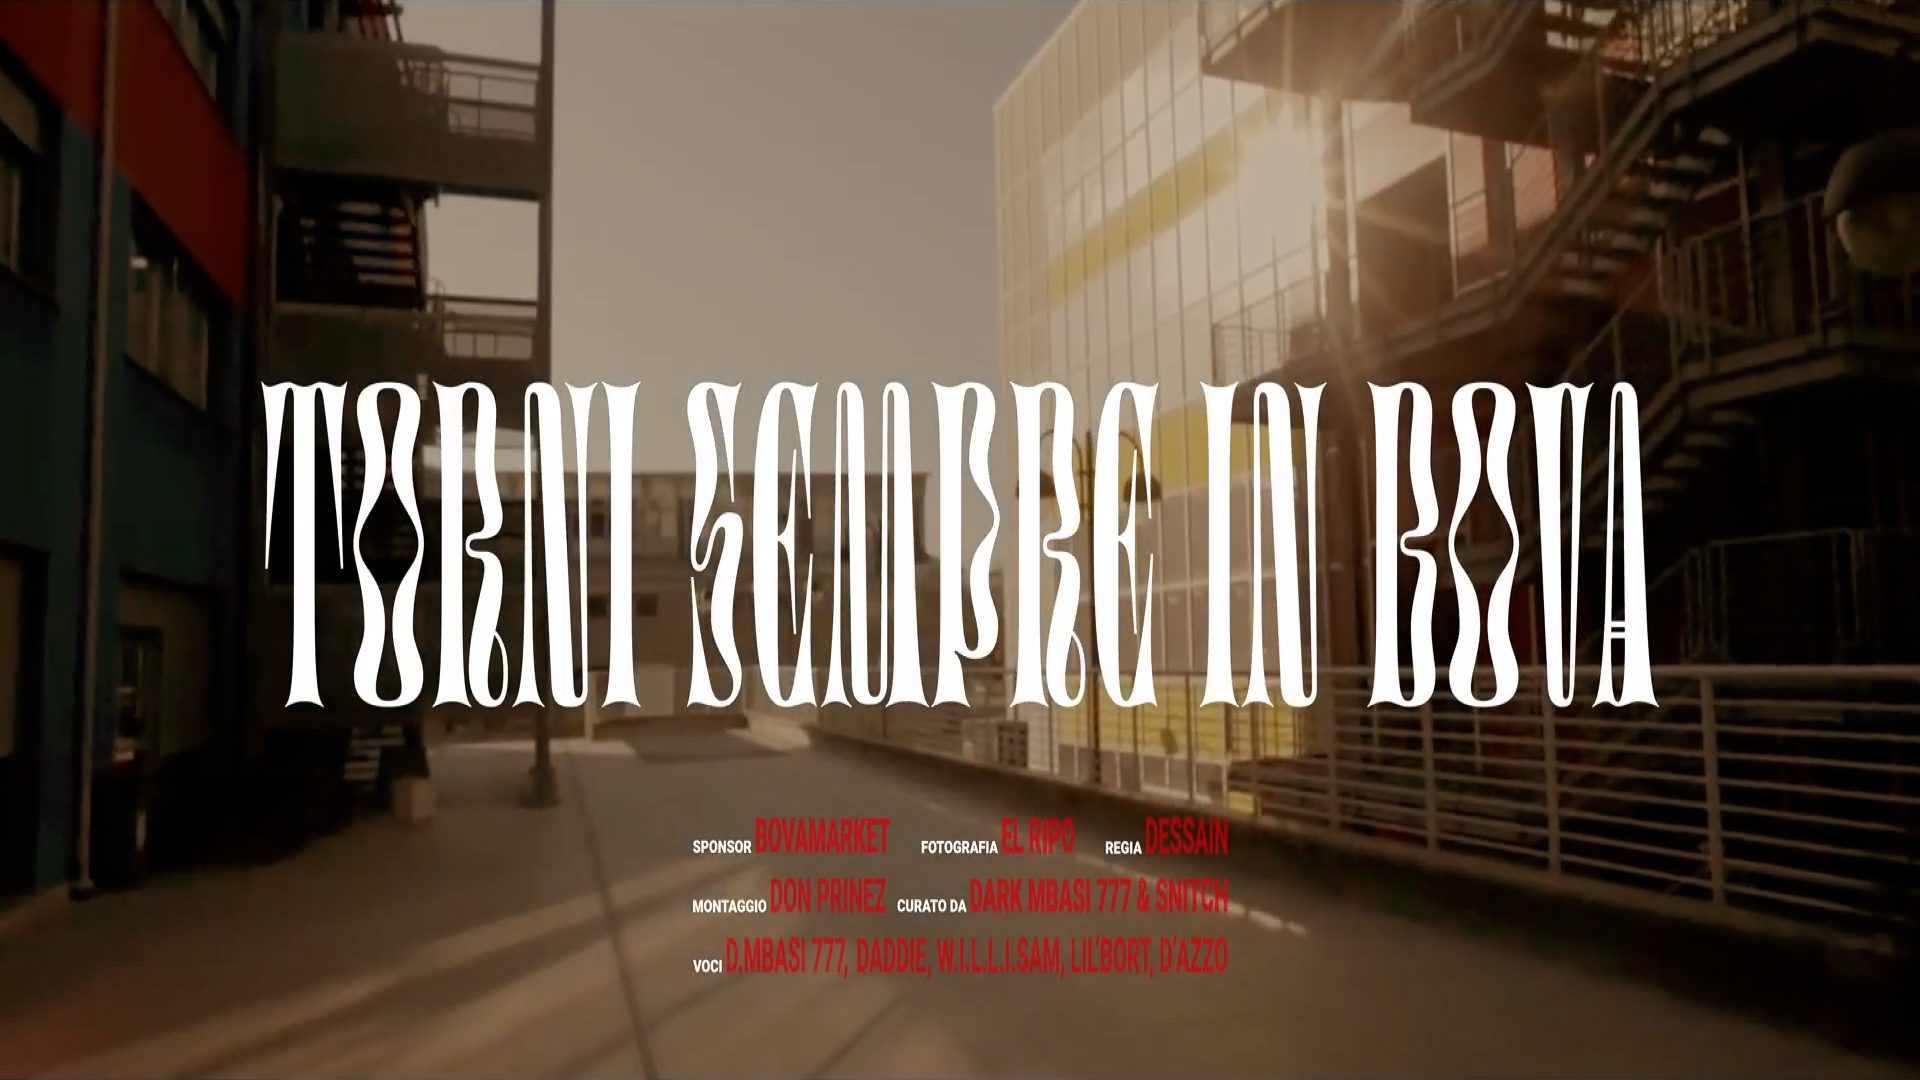 TORNI SEMPRE IN BOVA
SPONSOR BOVAMARKET FOTOGRAFIA EL RIPO REGIA DESSAIN
MONTAGGIO DON PRINEZ CURATO DA DARK MBASI 777 & SNITCH
VOCI D.MBASI 777, DADDIE, W.I.L.L.I.SAM, LIL'BORT, D'AZZO